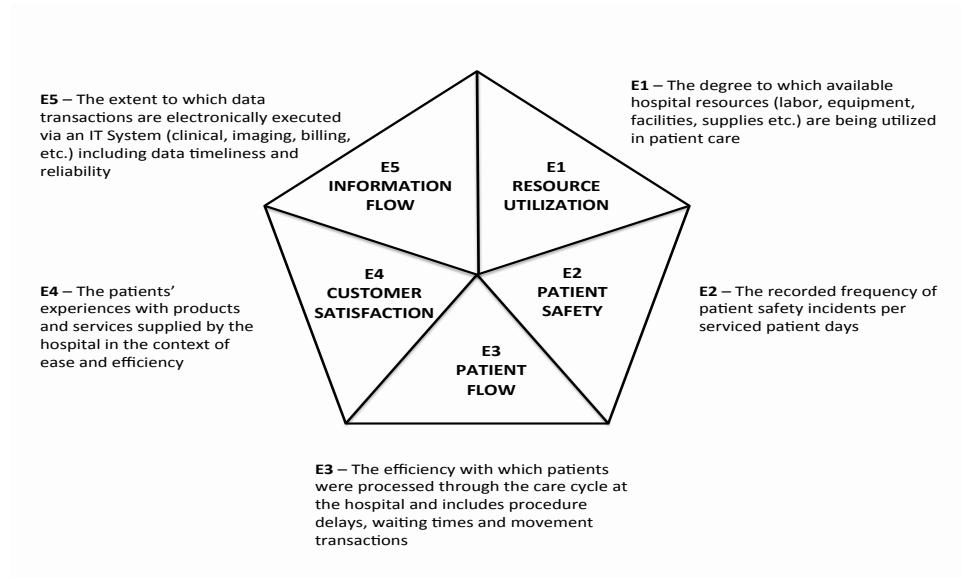 E5 – The extent to which data
transactions are electronically executed
via an IT System (clinical, imaging, billing,
etc.) including data timeliness and
reliability
E1 – The degree to which available
hospital resources (labor, equipment,
facilities, supplies etc.) are being utilized
in patient care
E5
INFORMATION
FLOW
E1
RESOURCE
UTILIZATION
E4 – The patients’
experiences with products
and services supplied by the
hospital in the context of
ease and efficiency
E4
CUSTOMER
SATISFACTION
E2
PATIENT
SAFETY
E2 – The recorded frequency of
patient safety incidents per
serviced patient days
E3
PATIENT
FLOW
E3 – The efficiency with which patients
were processed through the care cycle at
the hospital and includes procedure
delays, waiting times and movement
transactions